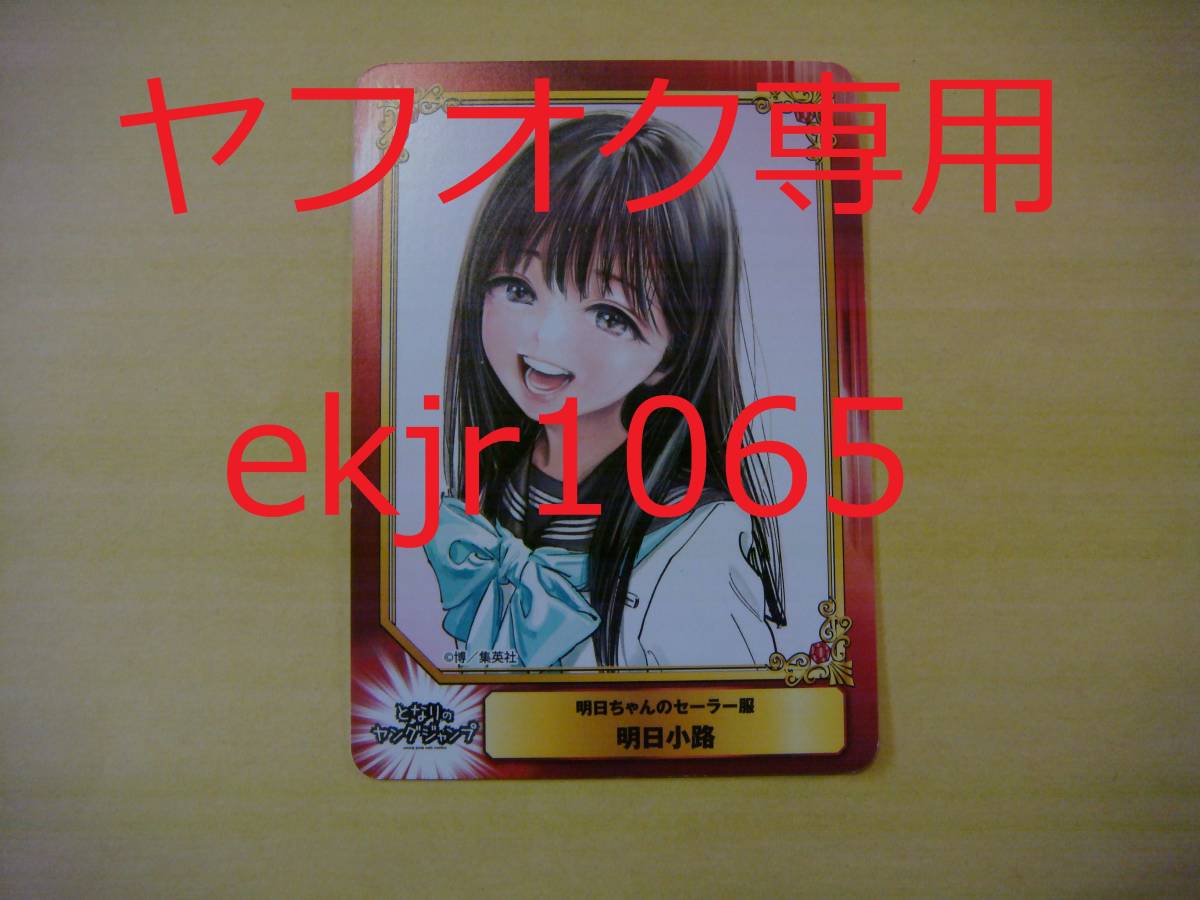 ヤフオク専用
ekjr1065
©博／集英社
となりの
ヤングジャンプ
明日ちゃんのセーラー服
明日小路